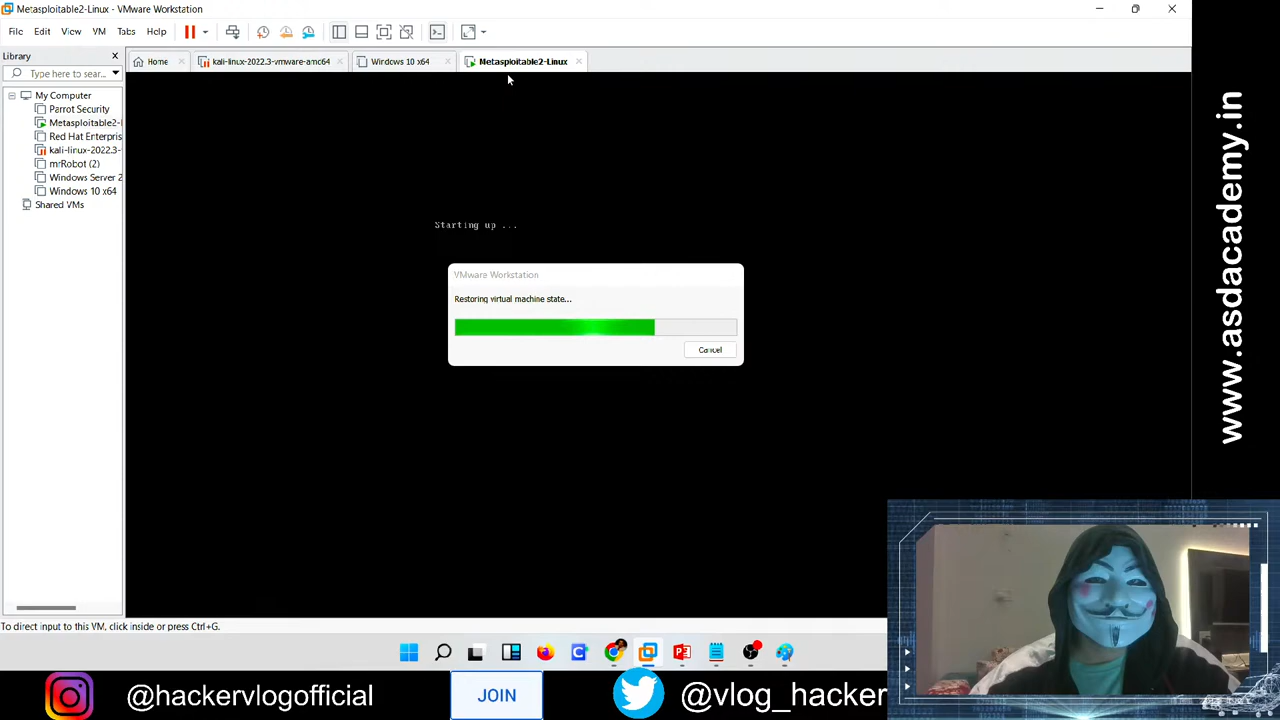 Metasploitable2-Linux - VMware Workstation
File Edit View VM Tabs Help
Library
Type here to sear...
Home
kali-linux-2022.3-vmware-amd64
Windows 10 x64
Metasploitable2-Linux
My Computer
Parrot Security
Metasploitable2-
Red Hat Enterpris
kali-linux-2022.3-
mrRobot (2)
Windows Server 2
Windows 10 x64
Shared VMs
Starting up ...
VMware Workstation
Restoring virtual machine state...
Cancel
To direct input to this VM, click inside or press Ctrl+G.
www.asdacademy.in
@hackervlogofficial
JOIN
@vlog_hacker